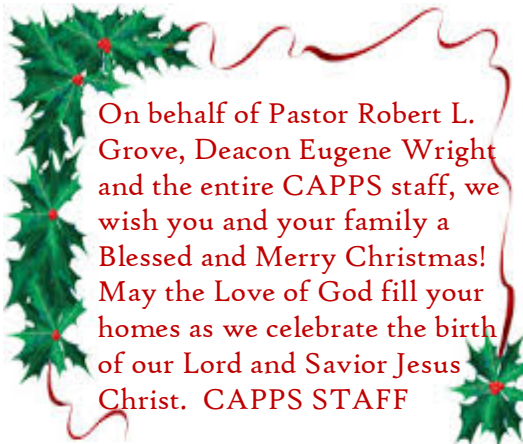 On behalf of Pastor Robert L.
Grove, Deacon Eugene Wright
and the entire CAPPS staff, we
wish you and your family a
Blessed and Merry Christmas!
May the Love of God fill your
homes as we celebrate the birth
of our Lord and Savior Jesus
Christ.  CAPPS STAFF